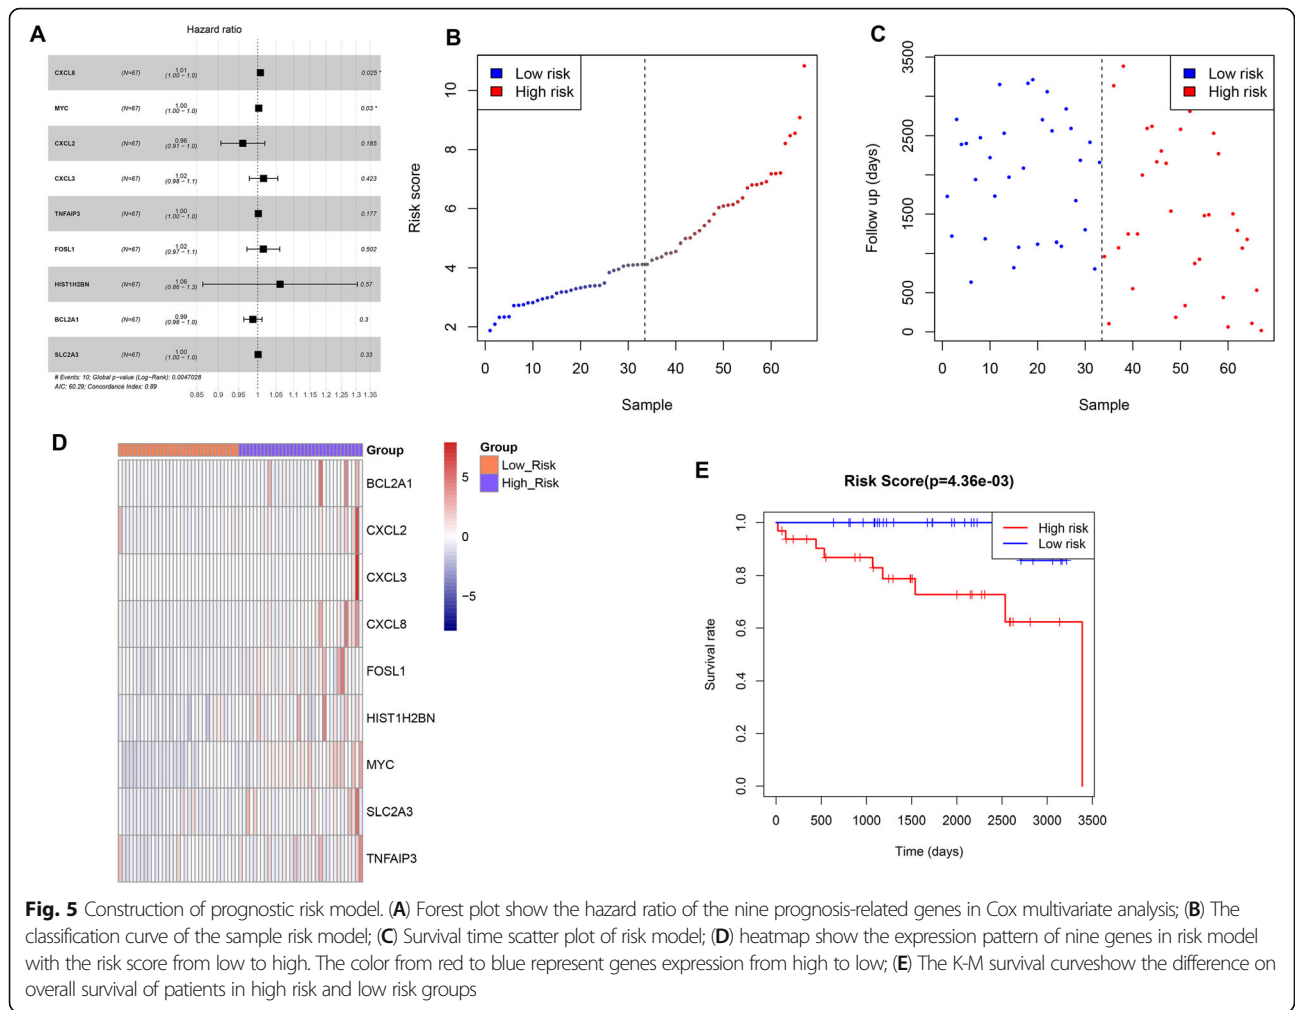 A
Hazard ratio
CXCL8 (N=67) 1.01 (1.00 − 1.0) 0.025 *
MYC (N=67) 1.00 (1.00 − 1.0) 0.03 *
CXCL2 (N=67) 0.96 (0.91 − 1.0) 0.185
CXCL3 (N=67) 1.02 (0.98 − 1.1) 0.423
TNFAIP3 (N=67) 1.00 (1.00 − 1.0) 0.177
FOSL1 (N=67) 1.02 (0.97 − 1.1) 0.502
HIST1H2BN (N=67) 1.06 (0.86 − 1.3) 0.57
BCL2A1 (N=67) 0.99 (0.96 − 1.0) 0.3
SLC2A3 (N=67) 1.00 (1.00 − 1.0) 0.33
# Events: 10; Global p−value (Log−Rank): 0.0047028
AIC: 60.29; Concordance Index: 0.89
0.85 0.9 0.95 1 1.05 1.1 1.15 1.2 1.25 1.3 1.35
B
Low risk
High risk
Risk score
10
8
6
4
2
0 10 20 30 40 50 60
Sample
C
Low risk
High risk
Follow up (days)
3500
2500
1500
500
0
0 10 20 30 40 50 60
Sample
D
Group
BCL2A1
CXCL2
CXCL3
CXCL8
FOSL1
HIST1H2BN
MYC
SLC2A3
TNFAIP3
5
0
−5
Group
Low_Risk
High_Risk
E
Risk Score(p=4.36e-03)
High risk
Low risk
Survival rate
1.0
0.8
0.6
0.4
0.2
0.0
0 500 1000 1500 2000 2500 3000 3500
Time (days)
Fig. 5 Construction of prognostic risk model. (A) Forest plot show the hazard ratio of the nine prognosis-related genes in Cox multivariate analysis; (B) The
classification curve of the sample risk model; (C) Survival time scatter plot of risk model; (D) heatmap show the expression pattern of nine genes in risk model
with the risk score from low to high. The color from red to blue represent genes expression from high to low; (E) The K-M survival curveshow the difference on
overall survival of patients in high risk and low risk groups